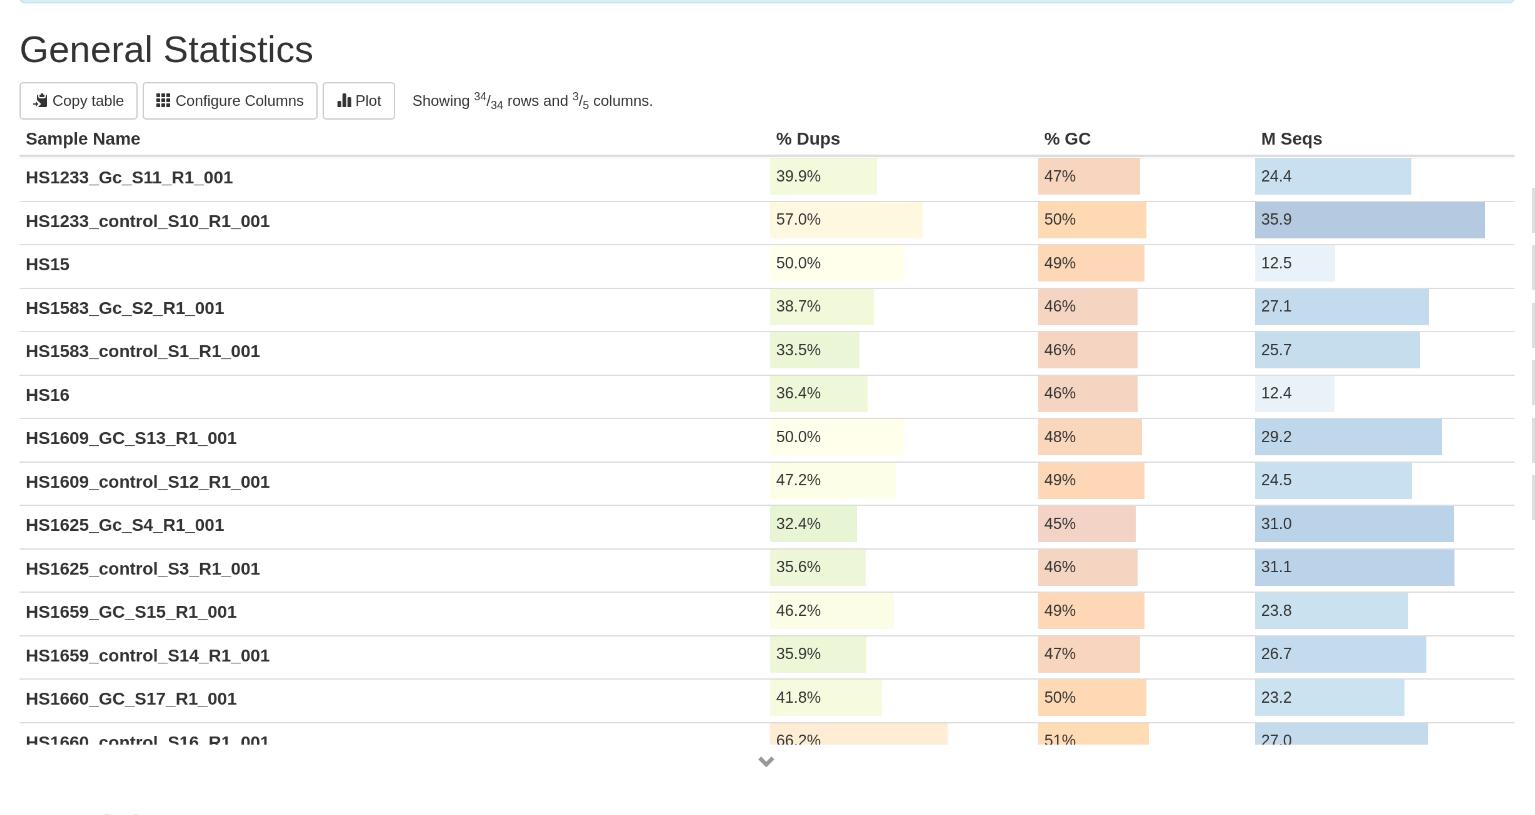 General Statistics
Copy table Configure Columns Plot Showing 34/34 rows and 3/5 columns.
Sample Name % Dups % GC M Seqs
HS1233_Gc_S11_R1_001 39.9% 47% 24.4
HS1233_control_S10_R1_001 57.0% 50% 35.9
HS15 50.0% 49% 12.5
HS1583_Gc_S2_R1_001 38.7% 46% 27.1
HS1583_control_S1_R1_001 33.5% 46% 25.7
HS16 36.4% 46% 12.4
HS1609_GC_S13_R1_001 50.0% 48% 29.2
HS1609_control_S12_R1_001 47.2% 49% 24.5
HS1625_Gc_S4_R1_001 32.4% 45% 31.0
HS1625_control_S3_R1_001 35.6% 46% 31.1
HS1659_GC_S15_R1_001 46.2% 49% 23.8
HS1659_control_S14_R1_001 35.9% 47% 26.7
HS1660_GC_S17_R1_001 41.8% 50% 23.2
HS1660_control_S16_R1_001 66.2% 51% 27.0